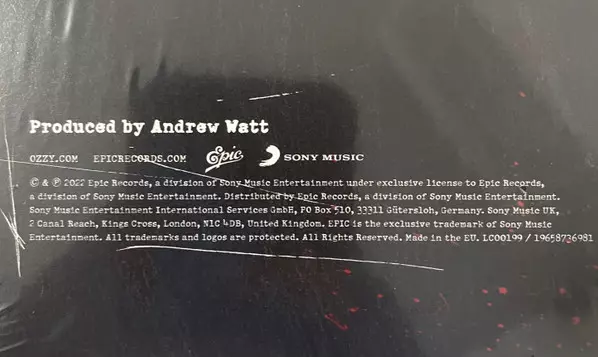 Produced by Andrew Watt
OZZY.COM EPICRECORDS.COM Epic SONY MUSIC
© & ℗ 2022 Epic Records, a division of Sony Music Entertainment under exclusive license to Epic Records,
a division of Sony Music Entertainment. Distributed by Epic Records, a division of Sony Music Entertainment.
Sony Music Entertainment International Services GmbH, PO Box 510, 33311 Gütersloh, Germany. Sony Music UK,
2 Canal Reach, Kings Cross, London, N1C 4DB, United Kingdom. EPIC is the exclusive trademark of Sony Music
Entertainment. All trademarks and logos are protected. All Rights Reserved. Made in the EU. LC00199 / 19658736981